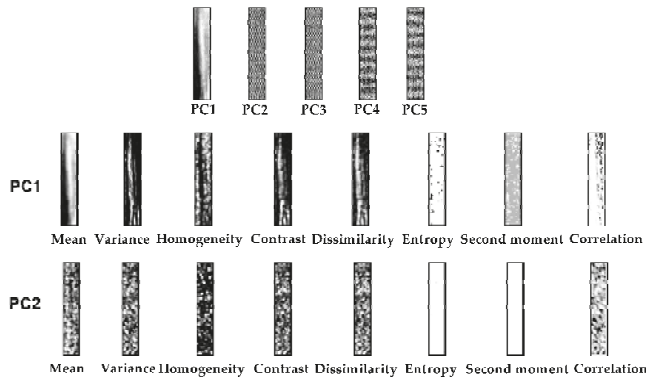 PC1 PC2 PC3 PC4 PC5
PC1
Mean Variance Homogeneity Contrast Dissimilarity Entropy Second moment Correlation
PC2
Mean Variance Homogeneity Contrast Dissimilarity Entropy Second moment Correlation